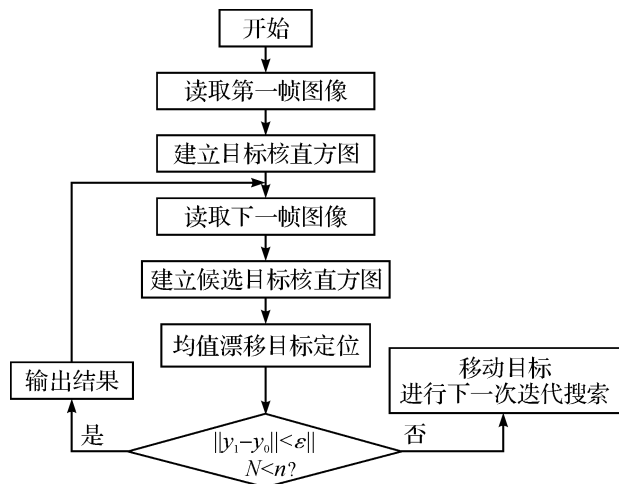 开始
读取第一帧图像
建立目标核直方图
读取下一帧图像
建立候选目标核直方图
均值漂移目标定位
输出结果
移动目标
进行下一次迭代搜索
是
否
||y₁−y₀||<ε||
N<n?